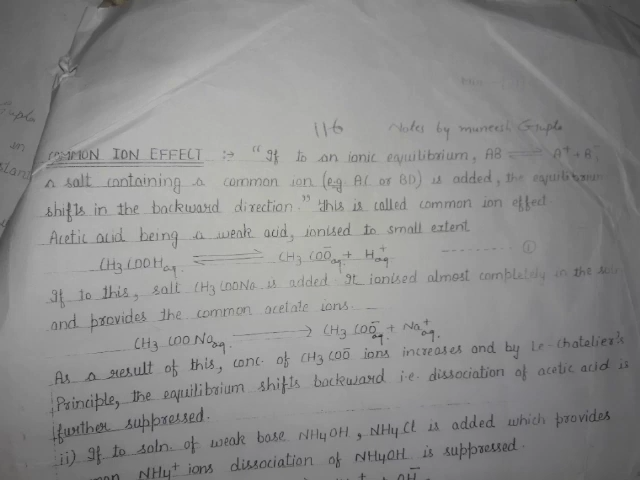 116 Notes by muneesh Gupta
COMMON ION EFFECT :- "If to an ionic equilibrium, AB ⇌ A⁺ + B⁻
a salt containing a common ion (e.g. AC or BD) is added, the equilibrium
shifts in the backward direction." This is called common ion effect.
Acetic acid being a weak acid, ionised to small extent
CH₃COOH aq. ⇌ CH₃COO⁻ aq. + H⁺ aq. -------- ①
If to this, salt CH₃COONa is added It ionised almost completely in the soln
and provides the common acetate ions.
CH₃COONa aq. → CH₃COO⁻ aq. + Na⁺ aq.
As a result of this, conc. of CH₃COO⁻ ions increases and by Le-Chatelier's
Principle, the equilibrium shifts backward i.e. dissociation of acetic acid is
further suppressed.
ii) If to soln. of weak base NH₄OH, NH₄Cl is added which provides
NH₄⁺ ions dissociation of NH₄OH is suppressed.